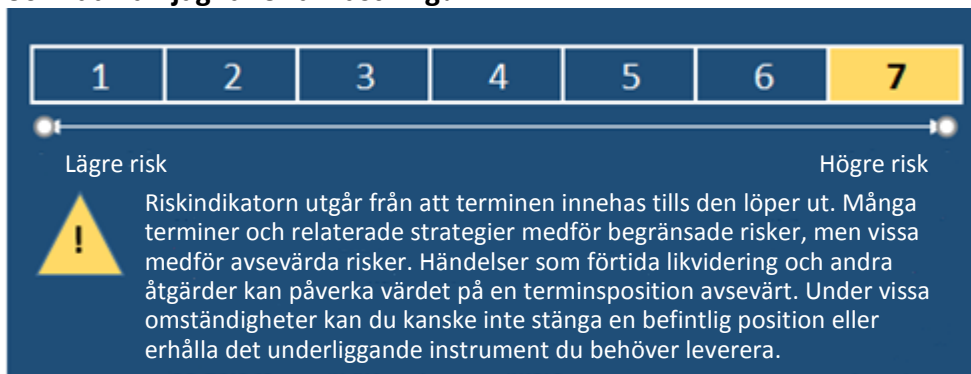 1 2 3 4 5 6 7
Lägre risk Högre risk
Riskindikatorn utgår från att terminen innehas tills den löper ut. Många
! terminer och relaterade strategier medför begränsade risker, men vissa
medför avsevärda risker. Händelser som förtida likvidering och andra
åtgärder kan påverka värdet på en terminsposition avsevärt. Under vissa
omständigheter kan du kanske inte stänga en befintlig position eller
erhålla det underliggande instrument du behöver leverera.